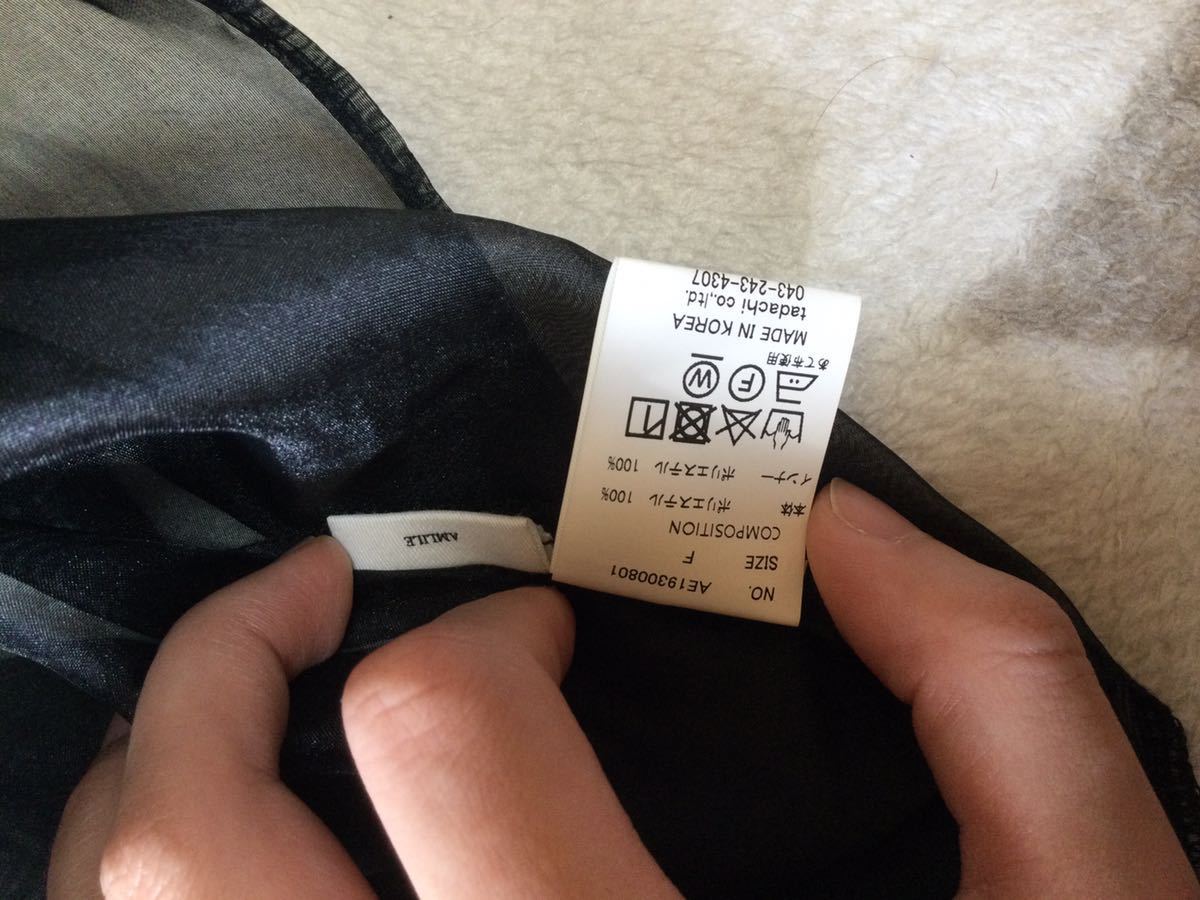 NO. AE19300801
SIZE F
COMPOSITION
本体 ポリエステル 100%
インナー ポリエステル 100%
F W
あて布使用
MADE IN KOREA
tadachi co.,ltd.
043-243-4307
AMLILE